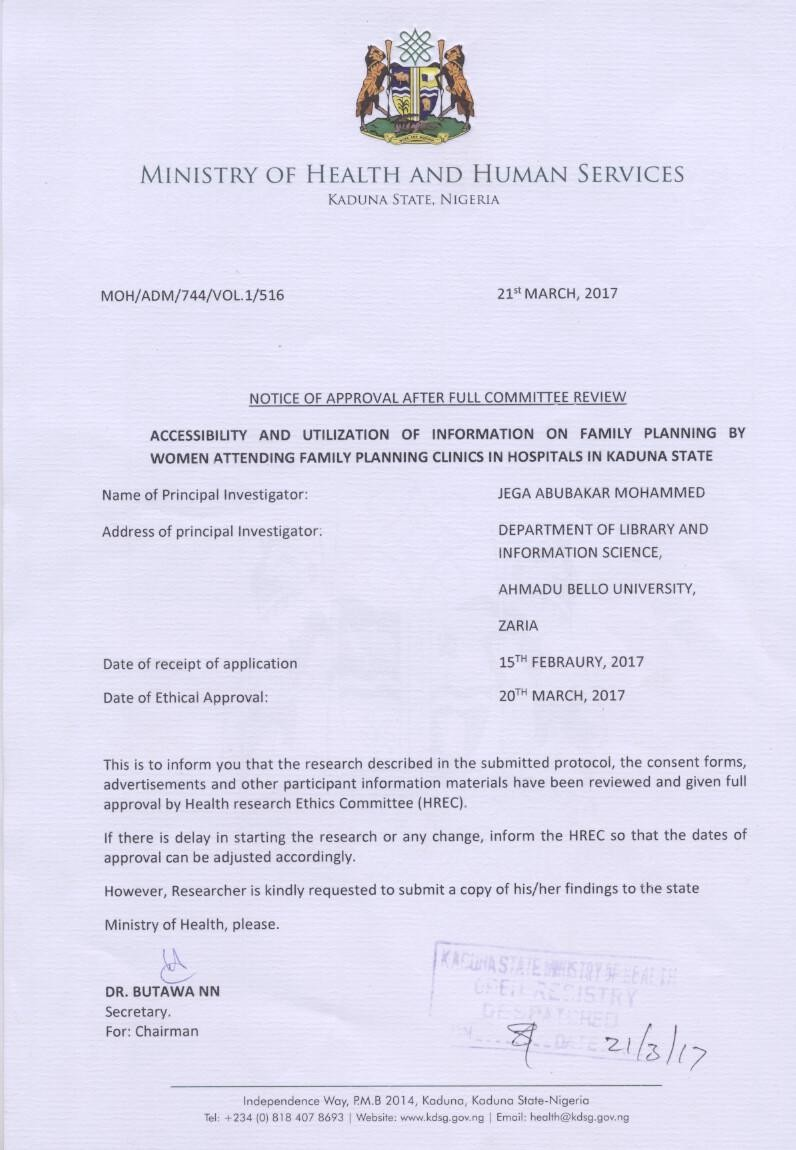 MINISTRY OF HEALTH AND HUMAN SERVICES
KADUNA STATE, NIGERIA
MOH/ADM/744/VOL.1/516
21st MARCH, 2017
NOTICE OF APPROVAL AFTER FULL COMMITTEE REVIEW
ACCESSIBILITY AND UTILIZATION OF INFORMATION ON FAMILY PLANNING BY
WOMEN ATTENDING FAMILY PLANNING CLINICS IN HOSPITALS IN KADUNA STATE
Name of Principal Investigator: JEGA ABUBAKAR MOHAMMED
Address of principal Investigator: DEPARTMENT OF LIBRARY AND
INFORMATION SCIENCE,
AHMADU BELLO UNIVERSITY,
ZARIA
Date of receipt of application 15TH FEBRAURY, 2017
Date of Ethical Approval: 20TH MARCH, 2017
This is to inform you that the research described in the submitted protocol, the consent forms,
advertisements and other participant information materials have been reviewed and given full
approval by Health research Ethics Committee (HREC).
If there is delay in starting the research or any change, inform the HREC so that the dates of
approval can be adjusted accordingly.
However, Researcher is kindly requested to submit a copy of his/her findings to the state
Ministry of Health, please.
DR. BUTAWA NN
Secretary.
For: Chairman
KADUNA STATE MINISTRY OF HEALTH
OPEN REGISTRY
DESPATCHED
DATE 21/3/17
Independence Way, P.M.B 2014, Kaduna, Kaduna State-Nigeria
Tel: +234 (0) 818 407 8693 | Website: www.kdsg.gov.ng | Email: health@kdsg.gov.ng